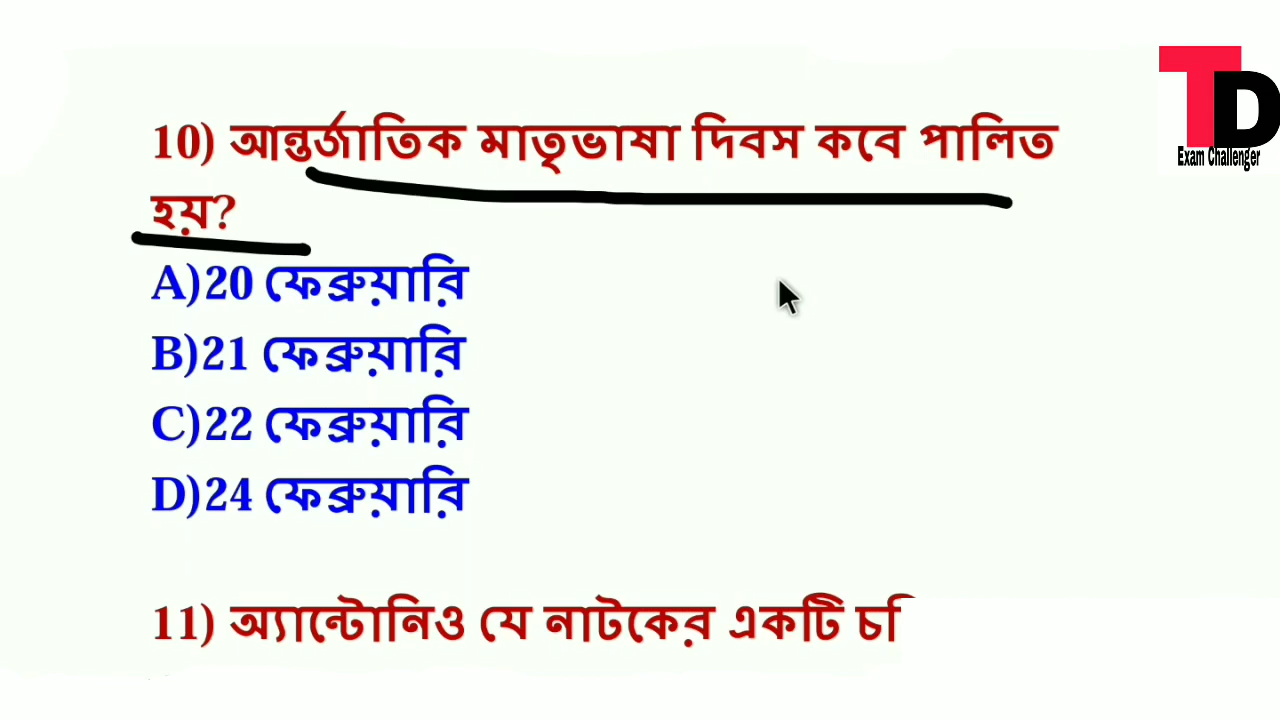 10) আন্তর্জাতিক মাতৃভাষা দিবস কবে পালিত
হয়?
A)20 ফেব্রুয়ারি
B)21 ফেব্রুয়ারি
C)22 ফেব্রুয়ারি
D)24 ফেব্রুয়ারি
11) অ্যান্টোনিও যে নাটকের একটি
TD
Exam Challenger